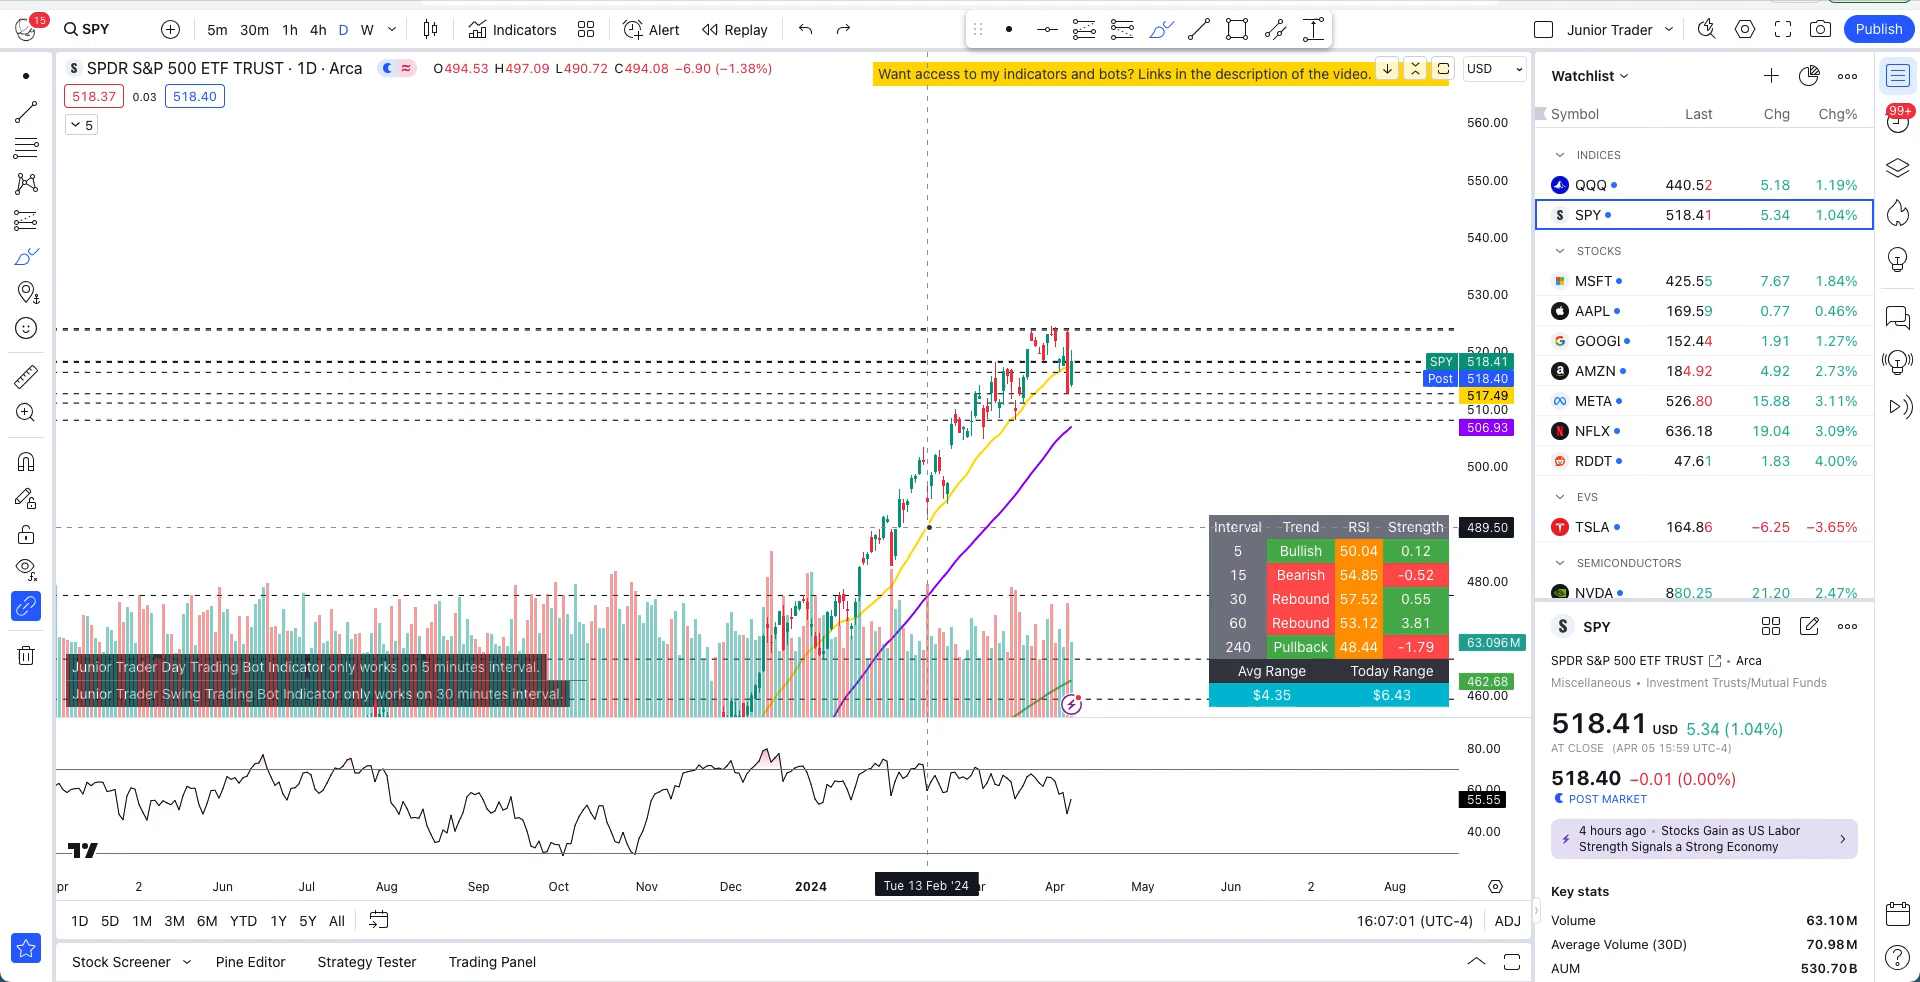 15
SPY
5m 30m 1h 4h D W
Indicators
Alert
Replay
Junior Trader
Publish
S SPDR S&P 500 ETF TRUST · 1D · Arca
O494.53 H497.09 L490.72 C494.08 −6.90 (−1.38%)
Want access to my indicators and bots? Links in the description of the video.
USD
518.37 0.03 518.40
5
560.00
550.00
540.00
530.00
520.00
SPY 518.41
Post 518.40
517.49
510.00
506.93
500.00
489.50
480.00
63.096M
462.68
460.00
Interval Trend RSI Strength
5 Bullish 50.04 0.12
15 Bearish 54.85 -0.52
30 Rebound 57.52 0.55
60 Rebound 53.12 3.81
240 Pullback 48.44 -1.79
Avg Range Today Range
$4.35 $6.43
Junior Trader Day Trading Bot Indicator only works on 5 minutes interval.
Junior Trader Swing Trading Bot Indicator only works on 30 minutes interval.
80.00
60.00
55.55
40.00
pr 2 Jun Jul Aug Sep Oct Nov Dec 2024 Tue 13 Feb '24 ar Apr May Jun 2 Aug
1D 5D 1M 3M 6M YTD 1Y 5Y All
16:07:01 (UTC-4) ADJ
Stock Screener Pine Editor Strategy Tester Trading Panel
Watchlist
Symbol Last Chg Chg%
INDICES
QQQ 440.52 5.18 1.19%
S SPY 518.41 5.34 1.04%
STOCKS
MSFT 425.55 7.67 1.84%
AAPL 169.59 0.77 0.46%
GOOGL 152.44 1.91 1.27%
AMZN 184.92 4.92 2.73%
META 526.80 15.88 3.11%
NFLX 636.18 19.04 3.09%
RDDT 47.61 1.83 4.00%
EVS
TSLA 164.86 −6.25 −3.65%
SEMICONDUCTORS
NVDA 880.25 21.20 2.47%
S SPY
SPDR S&P 500 ETF TRUST • Arca
Miscellaneous • Investment Trusts/Mutual Funds
518.41 USD 5.34 (1.04%)
AT CLOSE (APR 05 15:59 UTC-4)
518.40 −0.01 (0.00%)
POST MARKET
4 hours ago • Stocks Gain as US Labor
Strength Signals a Strong Economy
Key stats
Volume 63.10M
Average Volume (30D) 70.98M
AUM 530.70B
99+